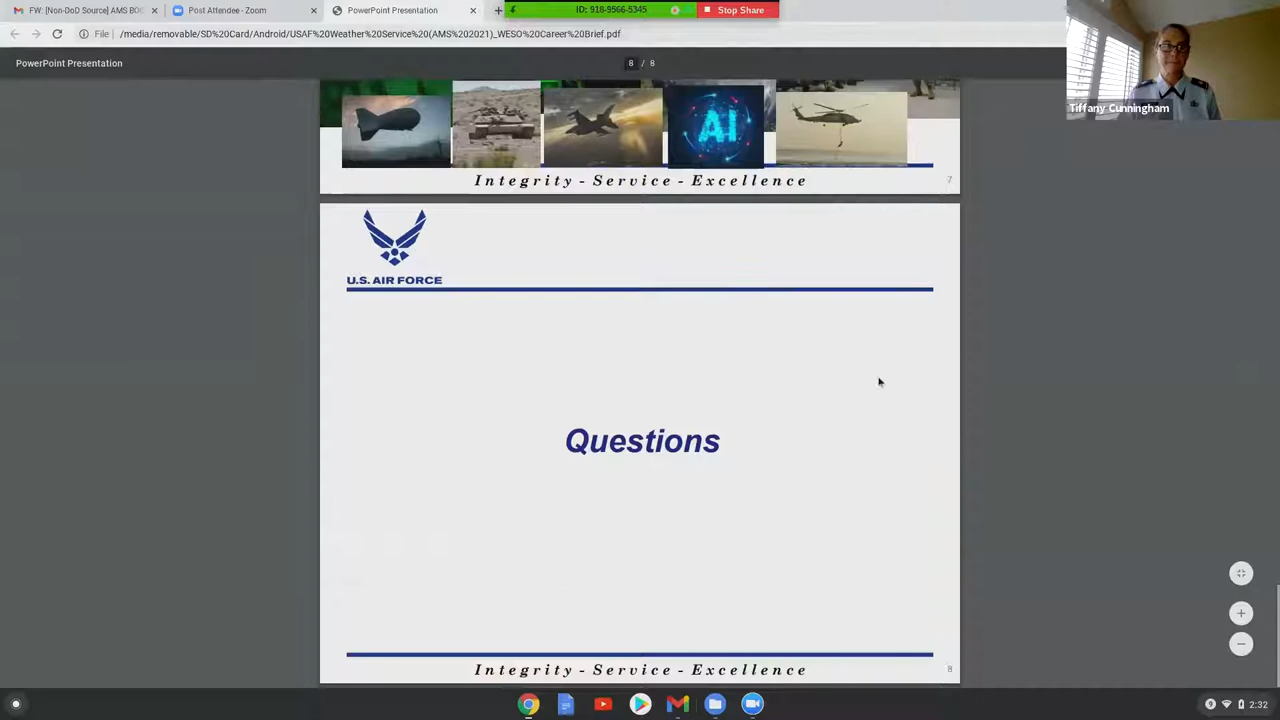 FW: [Non-DoD Source] AMS BOS
Post Attendee - Zoom
PowerPoint Presentation
ID: 918-9566-5345
Stop Share
File
/media/removable/SD%20Card/Android/USAF%20Weather%20Service%20(AMS%202021)_WESO%20Career%20Brief.pdf
PowerPoint Presentation
8 / 8
Tiffany Cunningham
AI
Integrity - Service - Excellence
7
U.S. AIR FORCE
Questions
Integrity - Service - Excellence
8
2:32